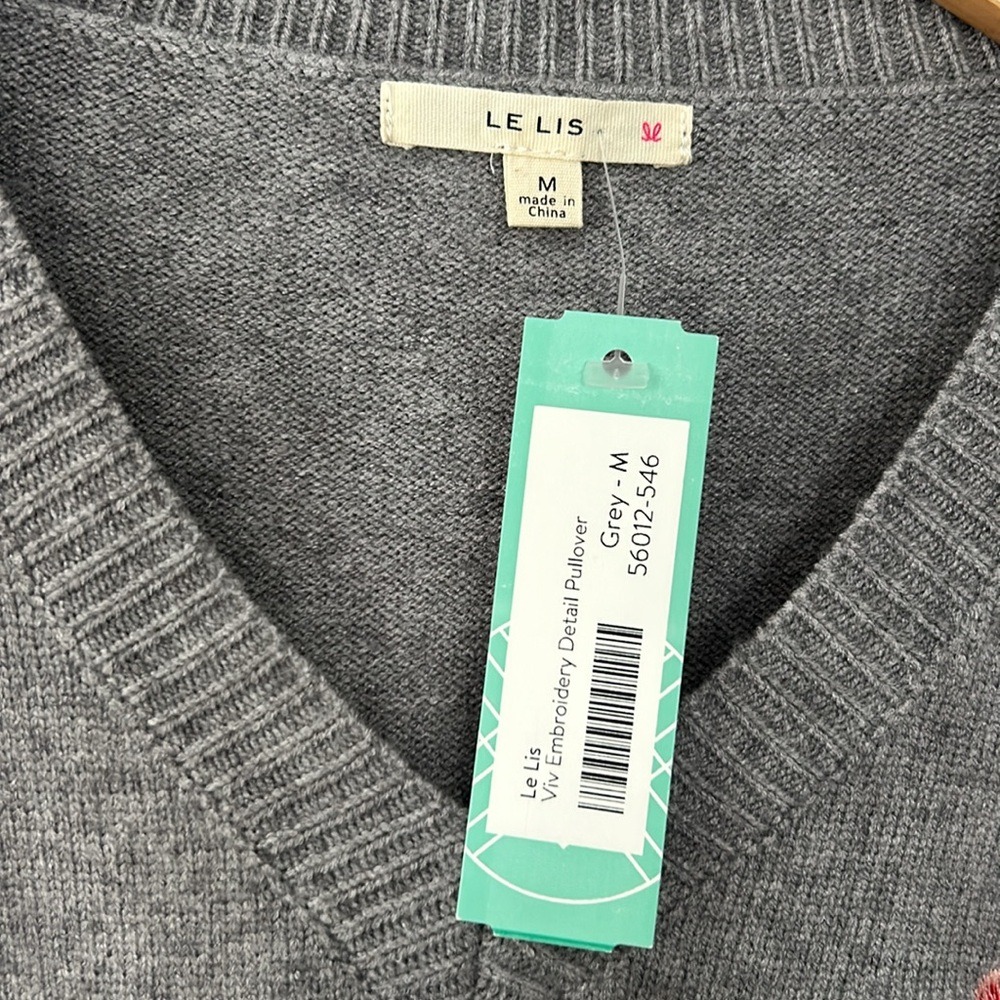 LE LIS
M
made in
China
Le Lis
Viv Embroidery Detail Pullover
Grey - M
56012-546